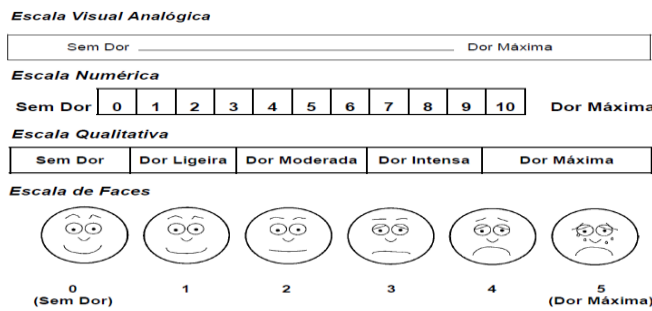 Escala Visual Analógica
Sem Dor Dor Máxima
Escala Numérica
Sem Dor 0 1 2 3 4 5 6 7 8 9 10 Dor Máxima
Escala Qualitativa
Sem Dor Dor Ligeira Dor Moderada Dor Intensa Dor Máxima
Escala de Faces
0 1 2 3 4 5
(Sem Dor) (Dor Máxima)